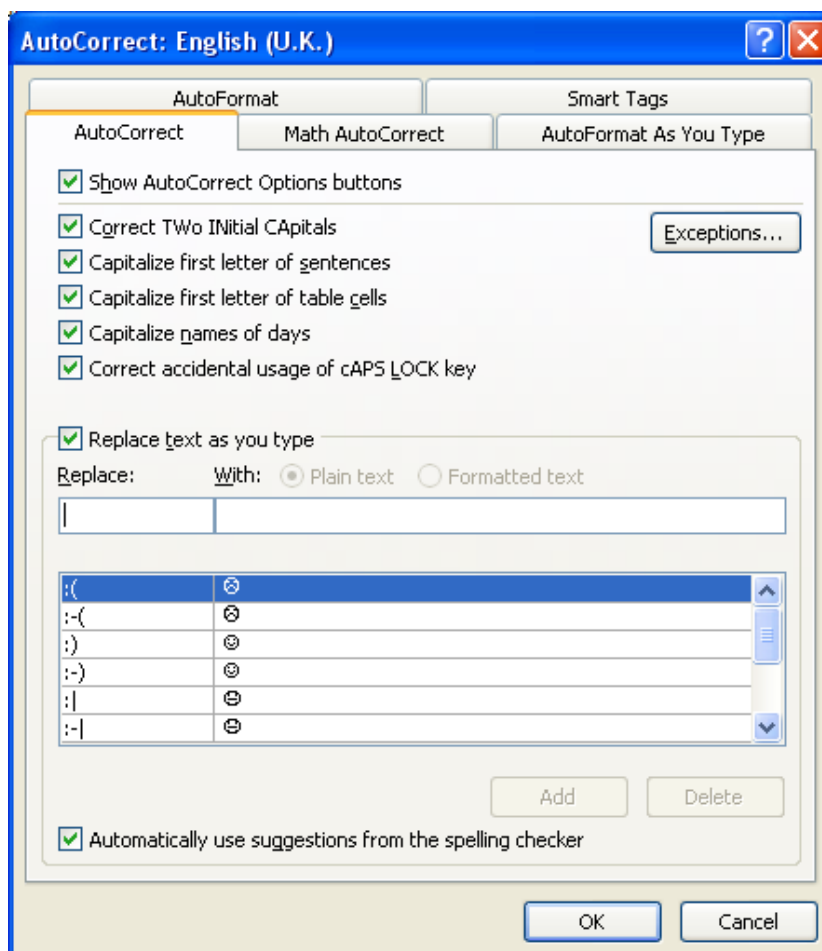 AutoCorrect: English (U.K.)
AutoFormat Smart Tags
AutoCorrect Math AutoCorrect AutoFormat As You Type
Show AutoCorrect Options buttons
Correct TWo INitial CApitals Exceptions...
Capitalize first letter of sentences
Capitalize first letter of table cells
Capitalize names of days
Correct accidental usage of cAPS LOCK key
Replace text as you type
Replace: With: Plain text Formatted text
:( ☹
:-( ☹
:) ☺
:-) ☺
:| 😐
:-| 😐
Add Delete
Automatically use suggestions from the spelling checker
OK Cancel